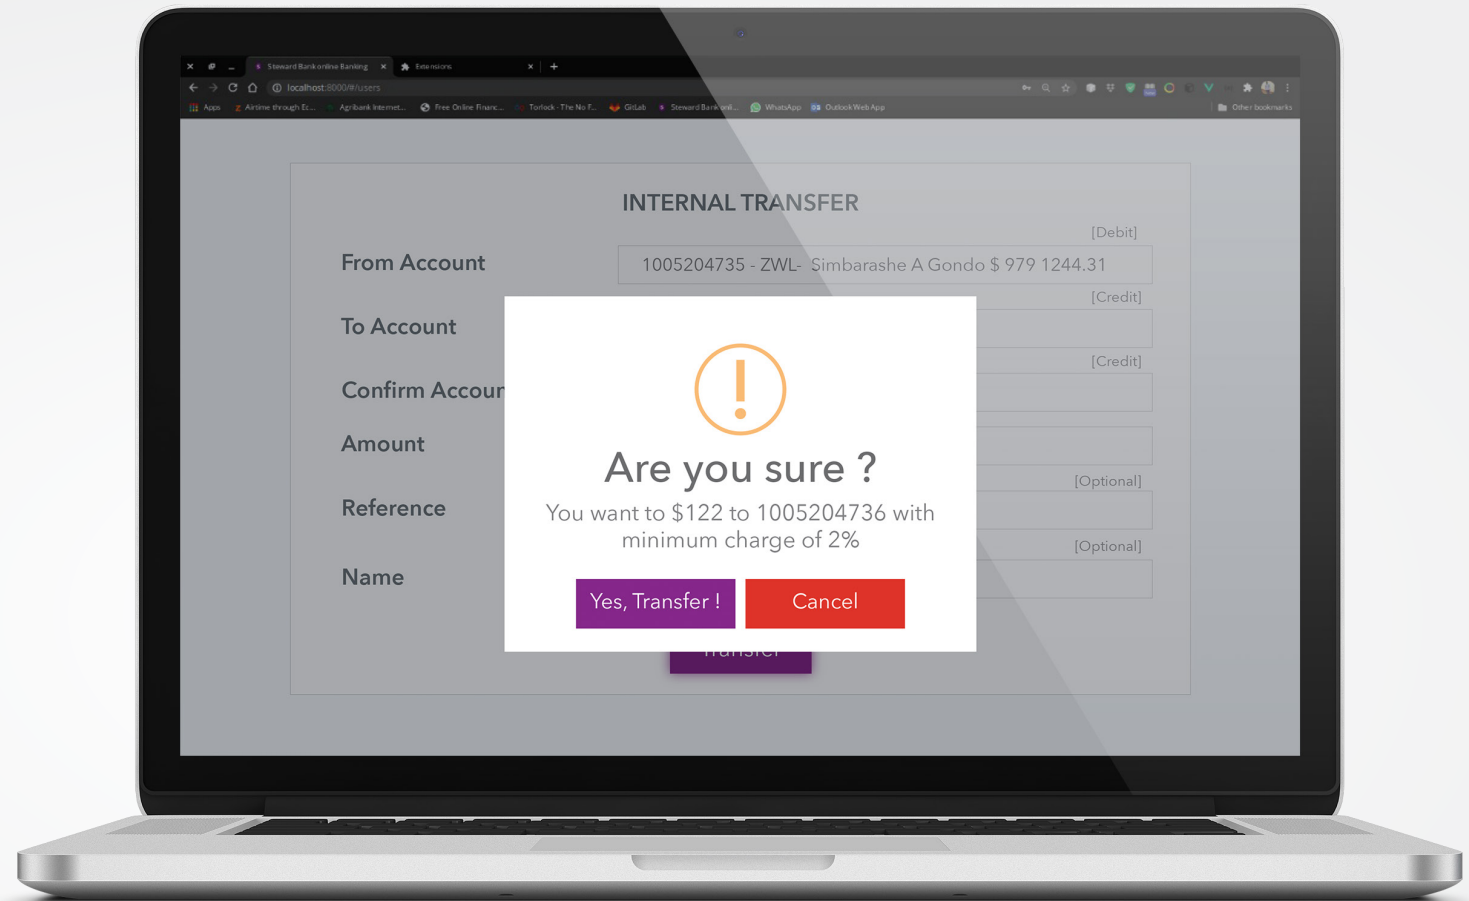 Steward Bank online Banking
Extensions
localhost:8000/#/users
Apps
Airtime through Ec...
Agribank Internet...
Free Online Financ...
Torlock - The No F...
GitLab
Steward Bank onli...
WhatsApp
Outlook Web App
Other bookmarks
INTERNAL TRANSFER
[Debit]
From Account
1005204735 - ZWL- Simbarashe A Gondo $ 979 1244.31
[Credit]
To Account
[Credit]
Confirm Accoun
Amount
[Optional]
Reference
[Optional]
Name
Are you sure ?
You want to $122 to 1005204736 with
minimum charge of 2%
Yes, Transfer !
Cancel
Transfer